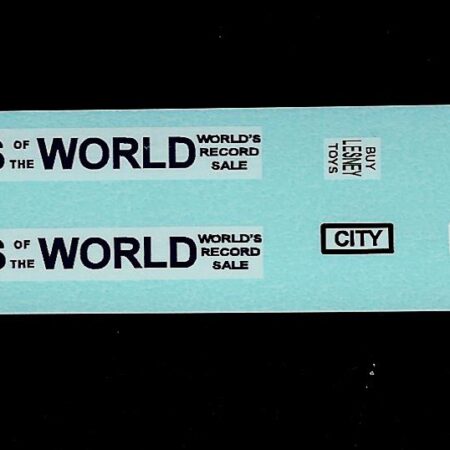 S OF THE WORLD WORLD'S RECORD SALE
BUY LESNEY TOYS
S OF THE WORLD WORLD'S RECORD SALE
CITY